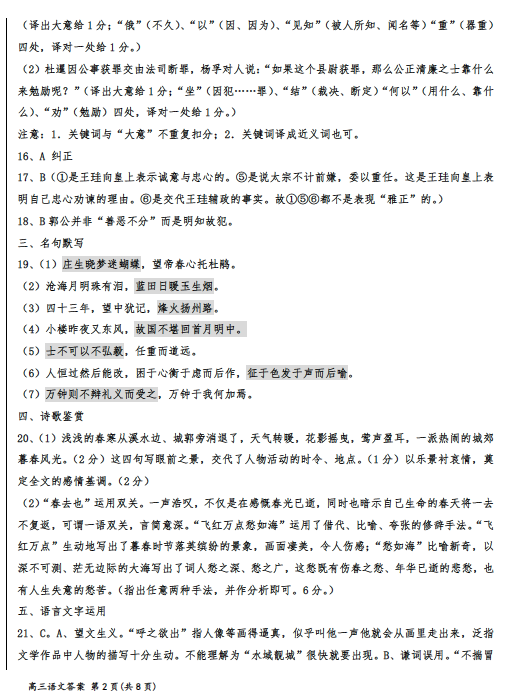 （译出大意给１分；“俄”（不久）、“以”（因、因为）、“见知”（被人所知、闻名等）“重”（器重）
四处，译对一处给１分。）
（2）杜暹因公事获罪交由法司断罪，杨孚对人说：“如果这个县尉获罪，那么公正清廉之士靠什么
来勉励呢？”（译出大意给１分；“坐”（因犯……罪）、“结”（裁决、断定）“何以”（用什么、靠什
么）、“劝”（勉励）四处，译对一处给１分。）
注意：1．关键词与“大意”不重复扣分；2．关键词译成近义词也可。
16、A 纠正
17、B（①是王珪向皇上表示诚意与忠心的。⑤是说太宗不计前嫌，委以重任。这是王珪向皇上表
明自己忠心劝谏的理由。⑥是交代王珪辅政的事实。故①⑤⑥都不是表现“雅正”的。）
18、B 郭公并非“善恶不分”而是明知故犯。
三、名句默写
19、（1）庄生晓梦迷蝴蝶，望帝春心托杜鹃。
（2）沧海月明珠有泪，蓝田日暖玉生烟。
（3）四十三年，望中犹记，烽火扬州路。
（4）小楼昨夜又东风，故国不堪回首月明中。
（5）士不可以不弘毅，任重而道远。
（6）人恒过然后能改，困于心衡于虑而后作，征于色发于声而后喻。
（7）万钟则不辩礼义而受之，万钟于我何加焉。
四、诗歌鉴赏
20、（1）浅浅的春寒从溪水边、城郭旁消退了，天气转暖，花影摇曳，莺声盈耳，一派热闹的城郊
暮春风光。（2 分）这四句写眼前之景，交代了人物活动的时令、地点。（1 分）以乐景衬哀情，奠
定全文的感情基调。（2 分）
（2）“春去也”运用双关。一声浩叹，不仅是在感慨春光已逝，同时也暗示自己生命的春天将一去
不复返，可谓一语双关，言简意深。“飞红万点愁如海”运用了借代、比喻、夸张的修辞手法。“飞
红万点”生动地写出了暮春时节落英缤纷的景象，画面凄美，令人伤感；“愁如海”比喻新奇，以
深不可测、茫无边际的大海写出了词人愁之深、愁之广，这愁既有伤春之愁、年华已逝的悲愁，也
有人生失意的愁苦。（指出任意两种手法，并作分析即可。6 分。）
五、语言文字运用
21、C。A、望文生义。“呼之欲出”指人像等画得逼真，似乎叫他一声他就会从画里走出来，泛指
文学作品中人物的描写十分生动。不能理解为“水城靓城”很快就要出现。B、谦词误用。“不揣冒
高三语文答案 第 2 页(共 8 页)